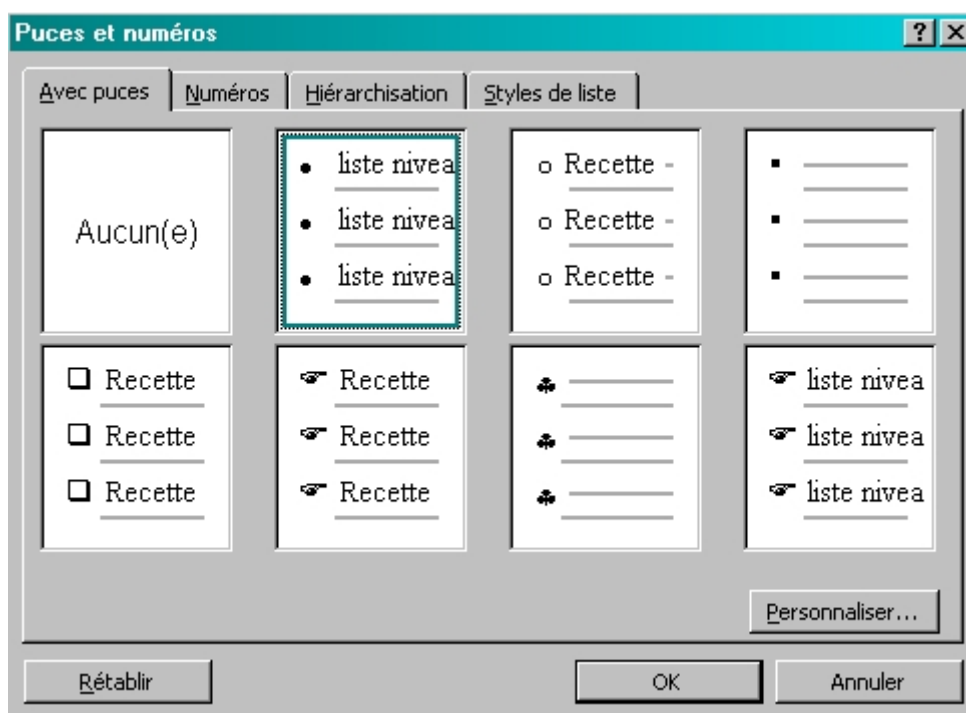 Puces et numéros
Avec puces Numéros Hiérarchisation Styles de liste
Aucun(e)
liste nivea
liste nivea
liste nivea
Recette
Recette
Recette
Recette
Recette
Recette
Recette
Recette
Recette
liste nivea
liste nivea
liste nivea
Personnaliser...
Rétablir OK Annuler